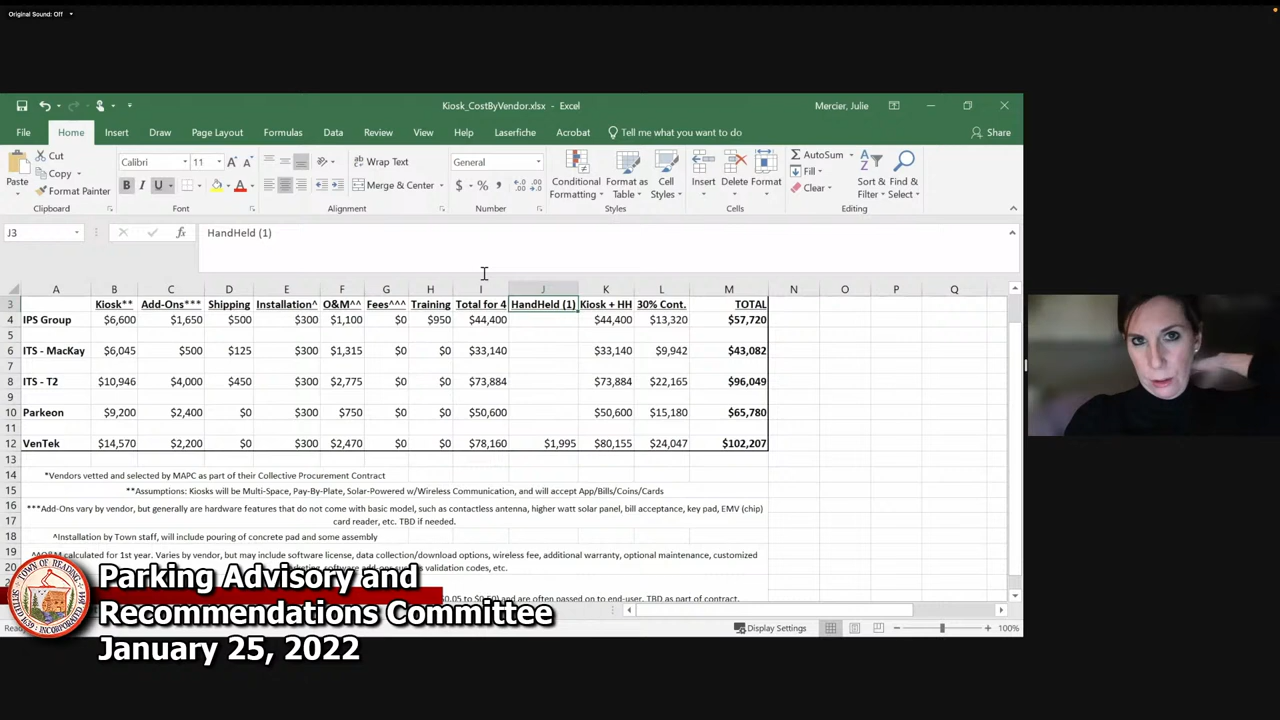 Original Sound: Off
Kiosk_CostByVendor.xlsx - Excel
Mercier, Julie
File Home Insert Draw Page Layout Formulas Data Review View Help Laserfiche Acrobat Tell me what you want to do Share
Paste
Cut
Copy
Format Painter
Clipboard
Calibri 11
B I U
Font
Wrap Text
Merge & Center
Alignment
General
$ % ,
Number
Conditional Formatting
Format as Table
Cell Styles
Styles
Insert Delete Format
Cells
AutoSum
Fill
Clear
Sort & Filter
Find & Select
Editing
J3 fx HandHeld (1)
A B C D E F G H I J K L M N O P Q
3 Kiosk** Add-Ons*** Shipping Installation^ O&M^^ Fees^^^ Training Total for 4 HandHeld (1) Kiosk + HH 30% Cont. TOTAL
4 IPS Group $6,600 $1,650 $500 $300 $1,100 $0 $950 $44,400 $44,400 $13,320 $57,720
5
6 ITS - MacKay $6,045 $500 $125 $300 $1,315 $0 $0 $33,140 $33,140 $9,942 $43,082
7
8 ITS - T2 $10,946 $4,000 $450 $300 $2,775 $0 $0 $73,884 $73,884 $22,165 $96,049
9
10 Parkeon $9,200 $2,400 $0 $300 $750 $0 $0 $50,600 $50,600 $15,180 $65,780
11
12 VenTek $14,570 $2,200 $0 $300 $2,470 $0 $0 $78,160 $1,995 $80,155 $24,047 $102,207
13
14 *Vendors vetted and selected by MAPC as part of their Collective Procurement Contract
15 **Assumptions: Kiosks will be Multi-Space, Pay-By-Plate, Solar-Powered w/Wireless Communication, and will accept App/Bills/Coins/Cards
16 ***Add-Ons vary by vendor, but generally are hardware features that do not come with basic model, such as contactless antenna, higher watt solar panel, bill acceptance, key pad, EMV (chip)
17 card reader, etc. TBD if needed.
18 ^Installation by Town staff, will include pouring of concrete pad and some assembly
19 ^^O&M calculated for 1st year. Varies by vendor, but may include software license, data collection/download options, wireless fee, additional warranty, optional maintenance, customized
20 software add-ons such as validation codes, etc.
$0.05 to $0.50) and are often passed on to end-user. TBD as part of contract.
Display Settings 100%
TOWN OF READING
Parking Advisory and
Recommendations Committee
January 25, 2022